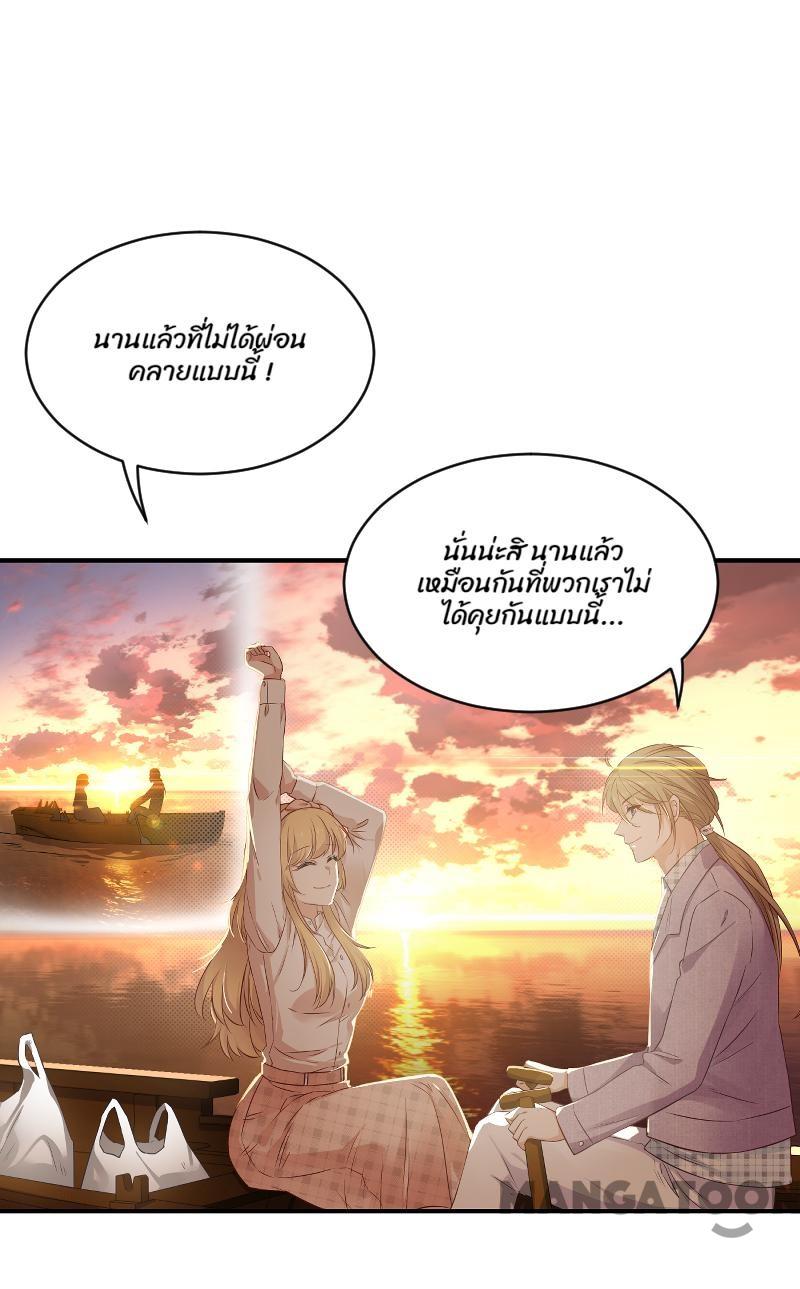 นานแล้วที่ไม่ได้ผ่อน
คลายแบบนี้ !
นั่นน่ะสิ นานแล้ว
เหมือนกันที่พวกเราไม่
ได้คุยกันแบบนี้...
MANGATOON